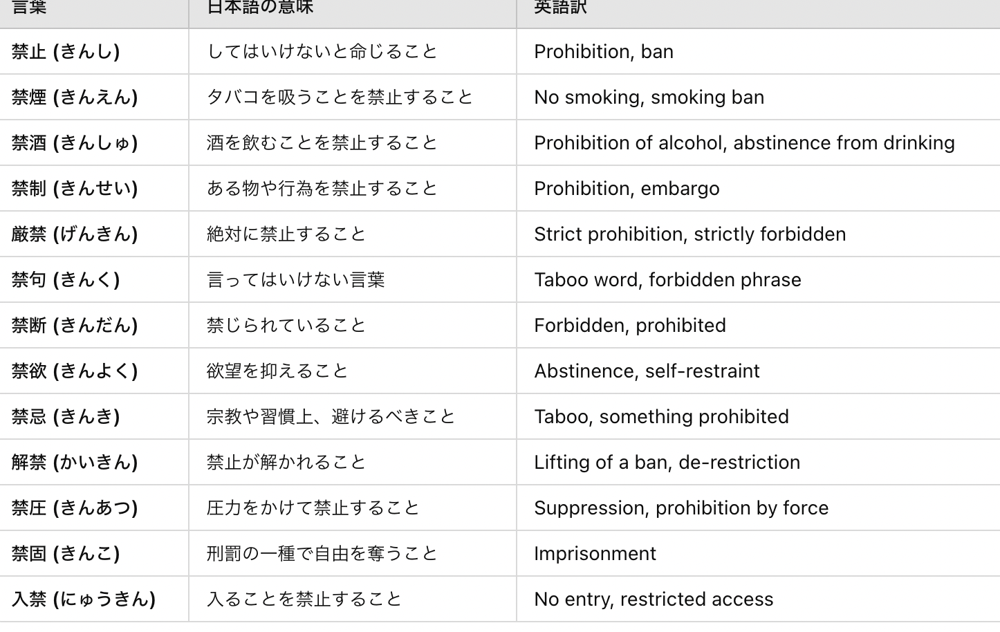 言葉 日本語の意味 英語訳
禁止 (きんし) してはいけないと命じること Prohibition, ban
禁煙 (きんえん) タバコを吸うことを禁止すること No smoking, smoking ban
禁酒 (きんしゅ) 酒を飲むことを禁止すること Prohibition of alcohol, abstinence from drinking
禁制 (きんせい) ある物や行為を禁止すること Prohibition, embargo
厳禁 (げんきん) 絶対に禁止すること Strict prohibition, strictly forbidden
禁句 (きんく) 言ってはいけない言葉 Taboo word, forbidden phrase
禁断 (きんだん) 禁じられていること Forbidden, prohibited
禁欲 (きんよく) 欲望を抑えること Abstinence, self-restraint
禁忌 (きんき) 宗教や習慣上、避けるべきこと Taboo, something prohibited
解禁 (かいきん) 禁止が解かれること Lifting of a ban, de-restriction
禁圧 (きんあつ) 圧力をかけて禁止すること Suppression, prohibition by force
禁固 (きんこ) 刑罰の一種で自由を奪うこと Imprisonment
入禁 (にゅうきん) 入ることを禁止すること No entry, restricted access